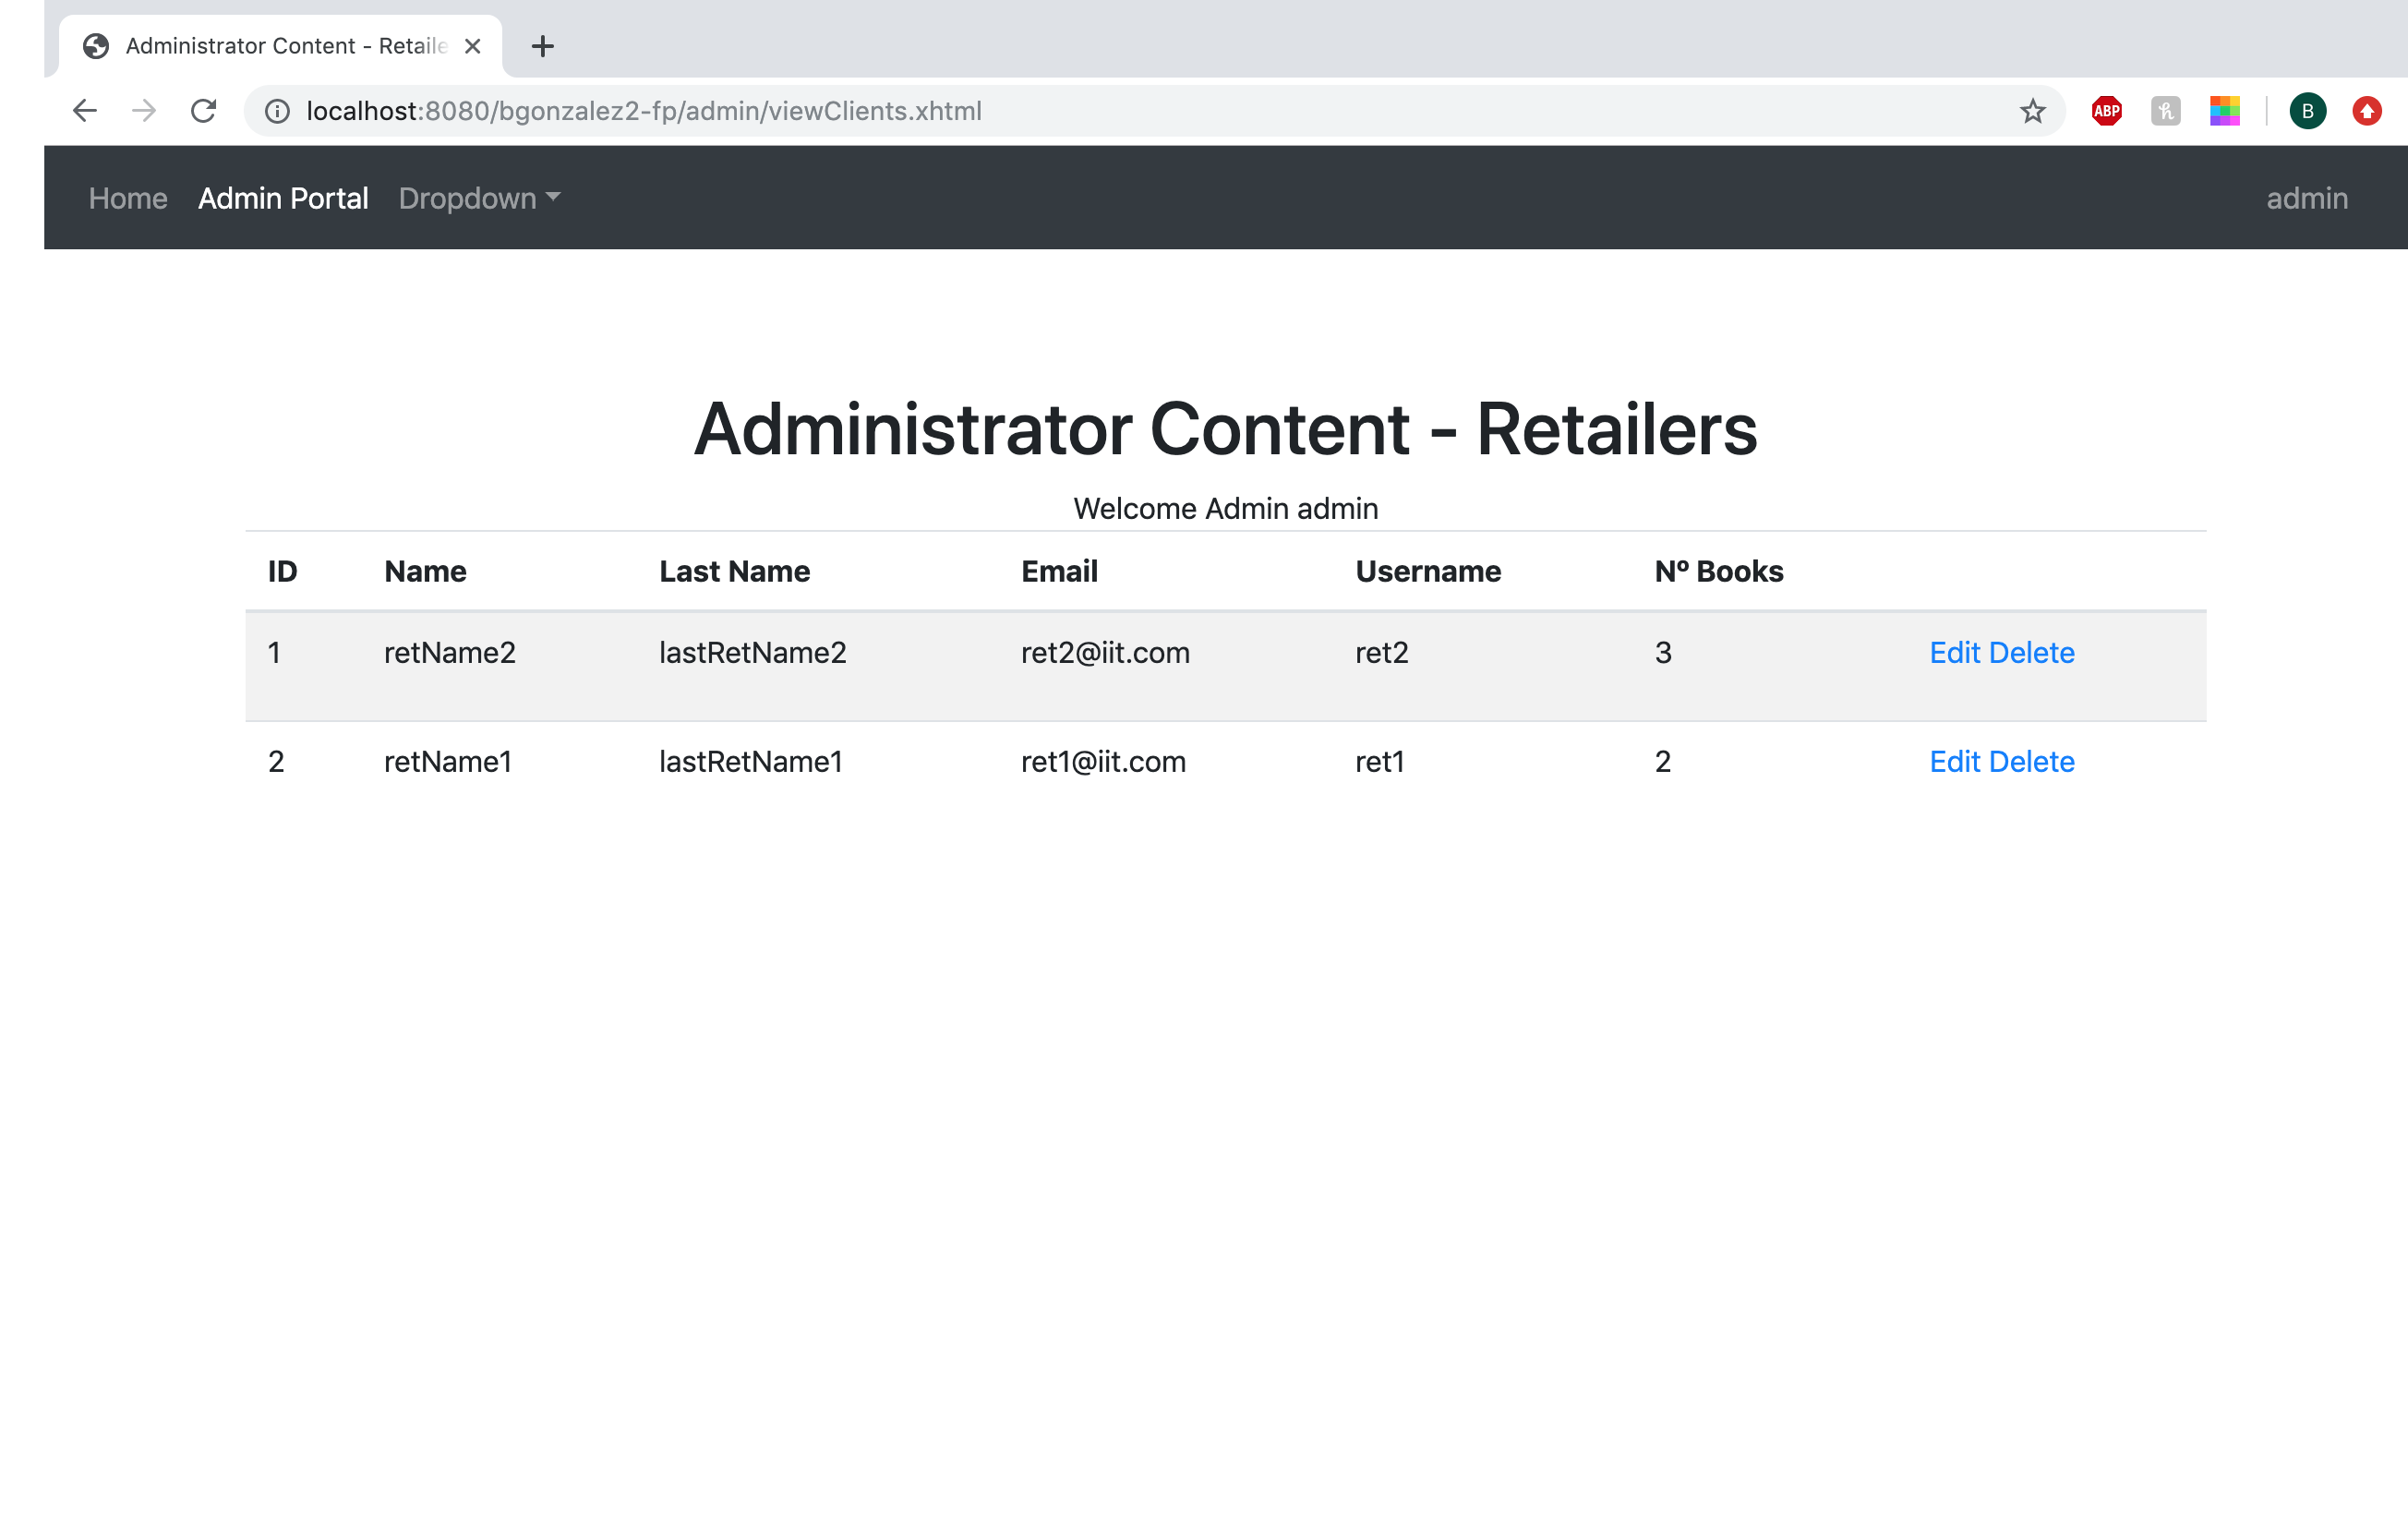 Administrator Content - Retaile
localhost:8080/bgonzalez2-fp/admin/viewClients.xhtml
ABP
h
B
Home Admin Portal Dropdown admin
Administrator Content - Retailers
Welcome Admin admin
ID Name Last Name Email Username Nº Books
1 retName2 lastRetName2 ret2@iit.com ret2 3 Edit Delete
2 retName1 lastRetName1 ret1@iit.com ret1 2 Edit Delete